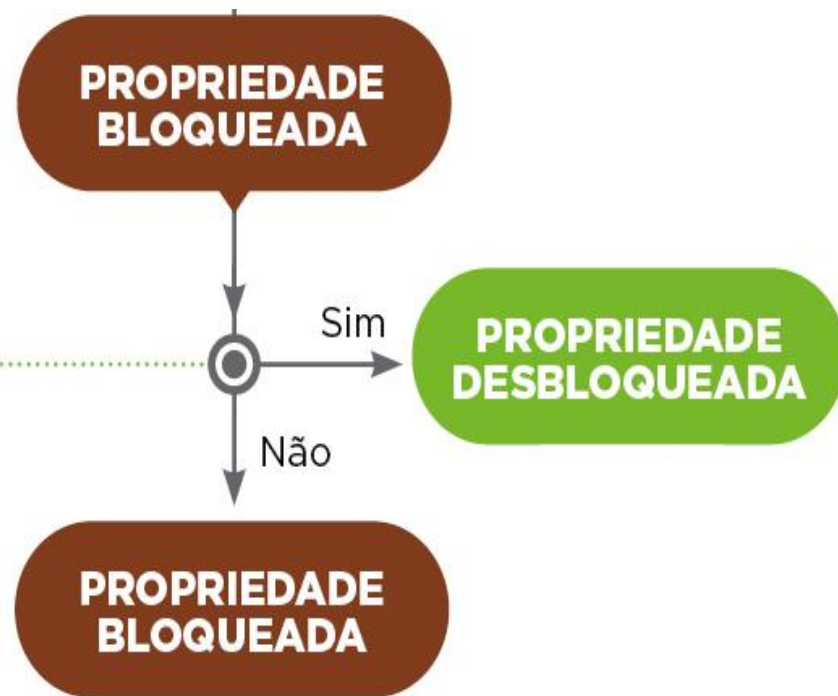 PROPRIEDADE
BLOQUEADA
Sim
PROPRIEDADE
DESBLOQUEADA
Não
PROPRIEDADE
BLOQUEADA